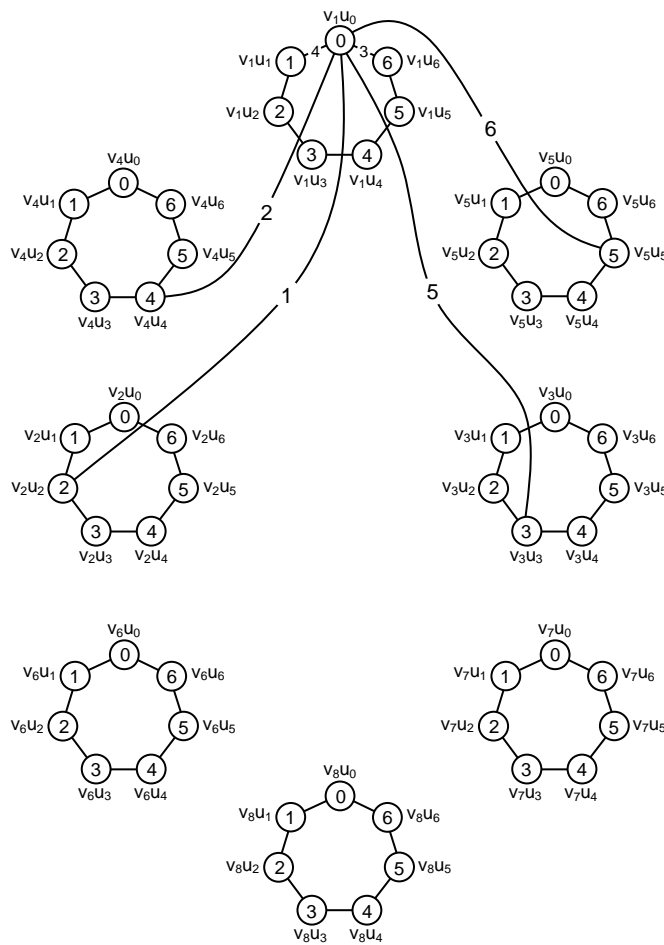 v₁u₀
0
4 3
v₁u₁ 1 6 v₁u₆
v₁u₂ 2 5 v₁u₅
3 4
v₁u₃ v₁u₄
6
v₄u₀
0
v₄u₁ 1 6 v₄u₆
v₄u₂ 2 5 v₄u₅
3 4
v₄u₃ v₄u₄
v₅u₀
0
v₅u₁ 1 6 v₅u₆
v₅u₂ 2 5 v₅u₅
3 4
v₅u₃ v₅u₄
2
1
5
v₂u₀
0
v₂u₁ 1 6 v₂u₆
v₂u₂ 2 5 v₂u₅
3 4
v₂u₃ v₂u₄
v₃u₀
0
v₃u₁ 1 6 v₃u₆
v₃u₂ 2 5 v₃u₅
3 4
v₃u₃ v₃u₄
v₆u₀
0
v₆u₁ 1 6 v₆u₆
v₆u₂ 2 5 v₆u₅
3 4
v₆u₃ v₆u₄
v₇u₀
0
v₇u₁ 1 6 v₇u₆
v₇u₂ 2 5 v₇u₅
3 4
v₇u₃ v₇u₄
v₈u₀
0
v₈u₁ 1 6 v₈u₆
v₈u₂ 2 5 v₈u₅
3 4
v₈u₃ v₈u₄